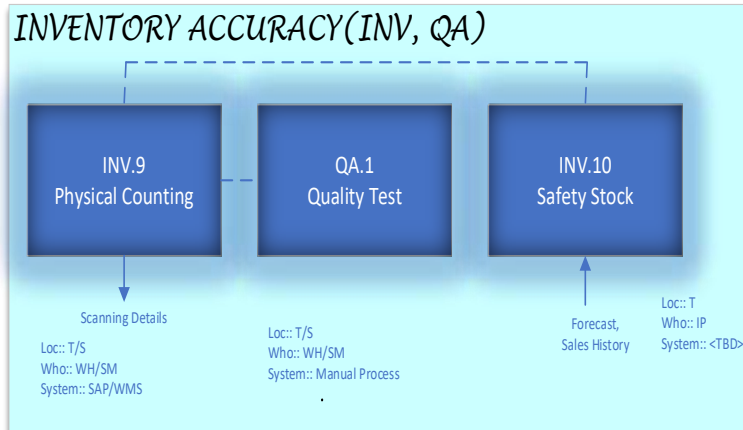 INVENTORY ACCURACY(INV, QA)
INV.9
Physical Counting
QA.1
Quality Test
INV.10
Safety Stock
Scanning Details
Loc:: T/S
Who:: WH/SM
System:: SAP/WMS
Loc:: T/S
Who:: WH/SM
System:: Manual Process
.
Forecast,
Sales History
Loc:: T
Who:: IP
System:: <TBD>